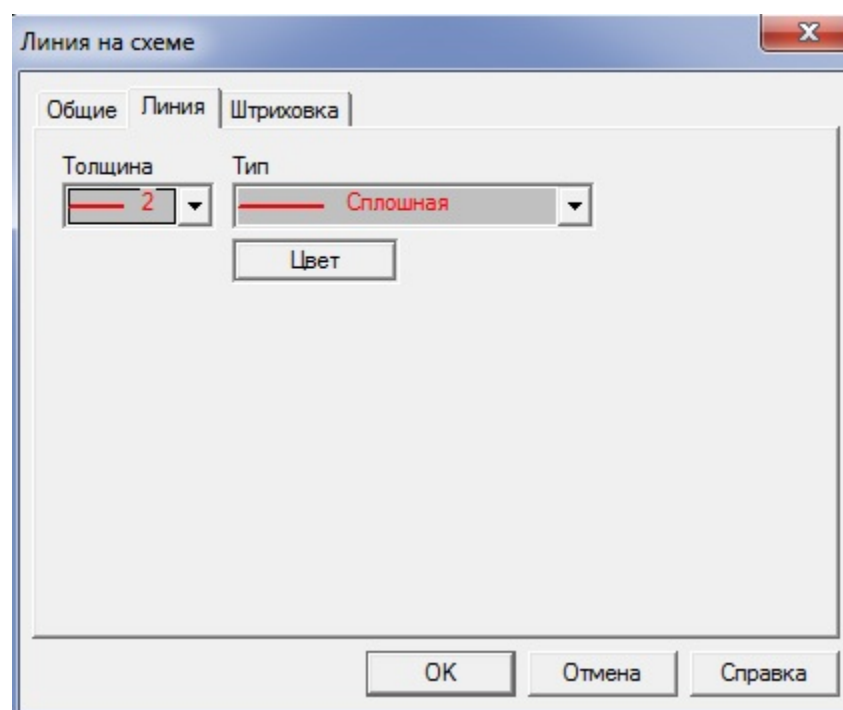 Линия на схеме
Общие Линия Штриховка
Толщина Тип
2 Сплошная
Цвет
OK Отмена Справка